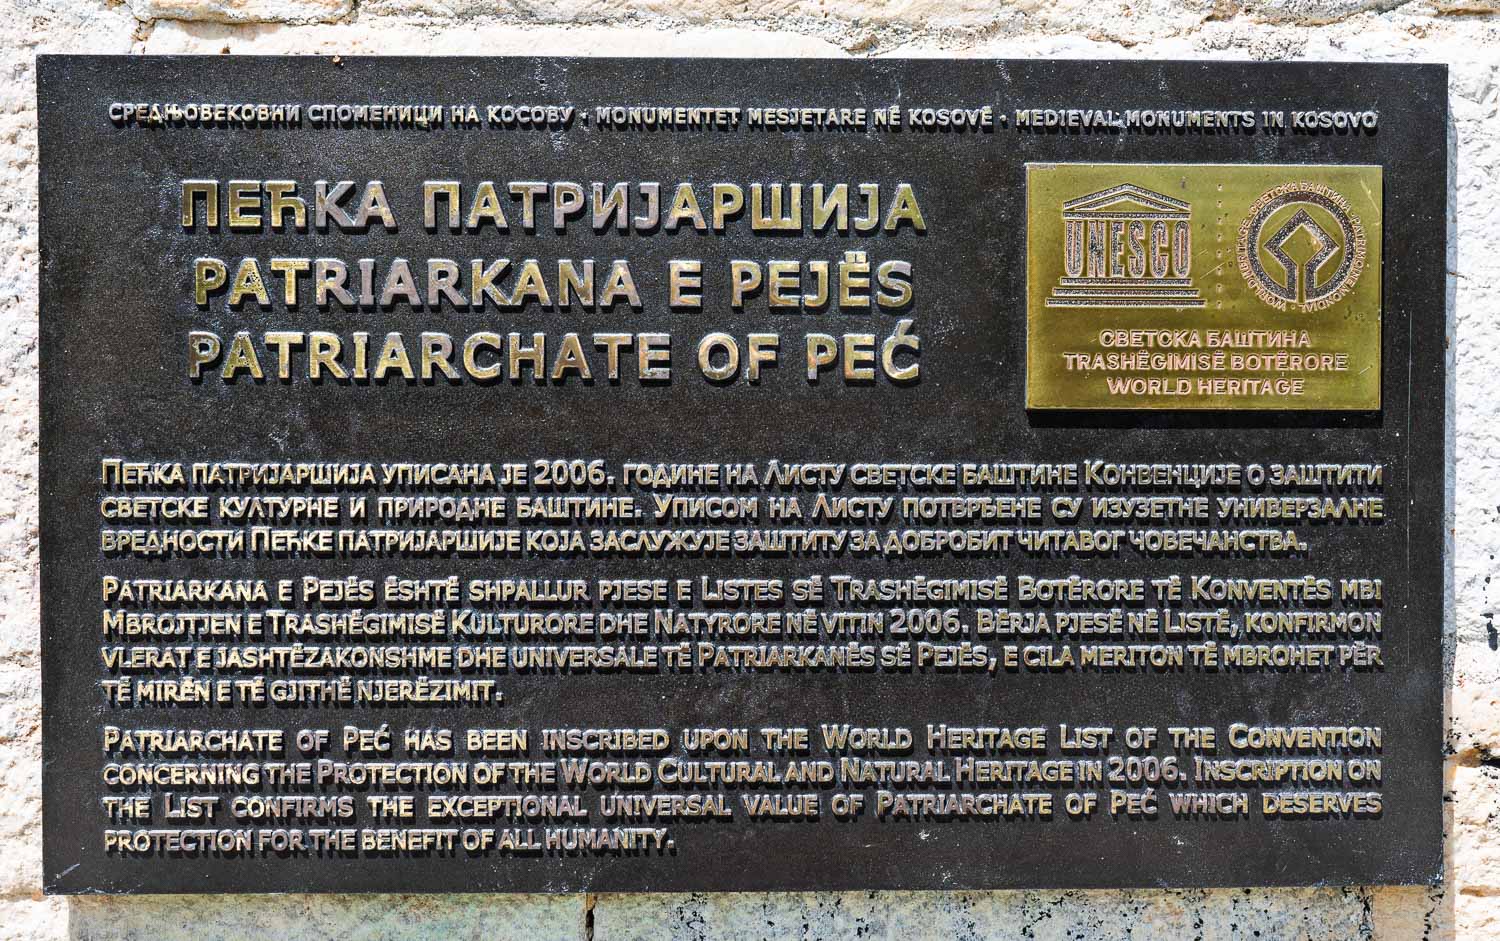 СРЕДЊОВЕКОВНИ СПОМЕНИЦИ НА КОСОВУ · MONUMENTET MESJETARE NË KOSOVË · MEDIEVAL MONUMENTS IN KOSOVO
ПЕЋКА ПАТРИЈАРШИЈА
PATRIARKANA E PEJËS
PATRIARCHATE OF PEĆ
UNESCO
WORLD HERITAGE · СВЕТСКА БАШТИНА · PATRIMOINE MONDIAL
СВЕТСКА БАШТИНА
TRASHËGIMISË BOTËRORE
WORLD HERITAGE
ПЕЋКА ПАТРИЈАРШИЈА УПИСАНА ЈЕ 2006. ГОДИНЕ НА ЛИСТУ СВЕТСКЕ БАШТИНЕ КОНВЕНЦИЈЕ О ЗАШТИТИ
СВЕТСКЕ КУЛТУРНЕ И ПРИРОДНЕ БАШТИНЕ. УПИСОМ НА ЛИСТУ ПОТВРЂЕНЕ СУ ИЗУЗЕТНЕ УНИВЕРЗАЛНЕ
ВРЕДНОСТИ ПЕЋКЕ ПАТРИЈАРШИЈЕ КОЈА ЗАСЛУЖУЈЕ ЗАШТИТУ ЗА ДОБРОБИТ ЧИТАВОГ ЧОВЕЧАНСТВА.
PATRIARKANA E PEJËS ËSHTË SHPALLUR PJESE E LISTES SË TRASHËGIMISË BOTËRORE TË KONVENTËS MBI
MBROJTJEN E TRASHËGIMISË KULTURORE DHE NATYRORE NË VITIN 2006. BËRJA PJESË NË LISTË, KONFIRMON
VLERAT E JASHTËZAKONSHME DHE UNIVERSALE TË PATRIARKANËS SË PEJËS, E CILA MERITON TË MBROHET PËR
TË MIRËN E TË GJITHË NJERËZIMIT.
PATRIARCHATE OF PEĆ HAS BEEN INSCRIBED UPON THE WORLD HERITAGE LIST OF THE CONVENTION
CONCERNING THE PROTECTION OF THE WORLD CULTURAL AND NATURAL HERITAGE IN 2006. INSCRIPTION ON
THE LIST CONFIRMS THE EXCEPTIONAL UNIVERSAL VALUE OF PATRIARCHATE OF PEĆ WHICH DESERVES
PROTECTION FOR THE BENEFIT OF ALL HUMANITY.